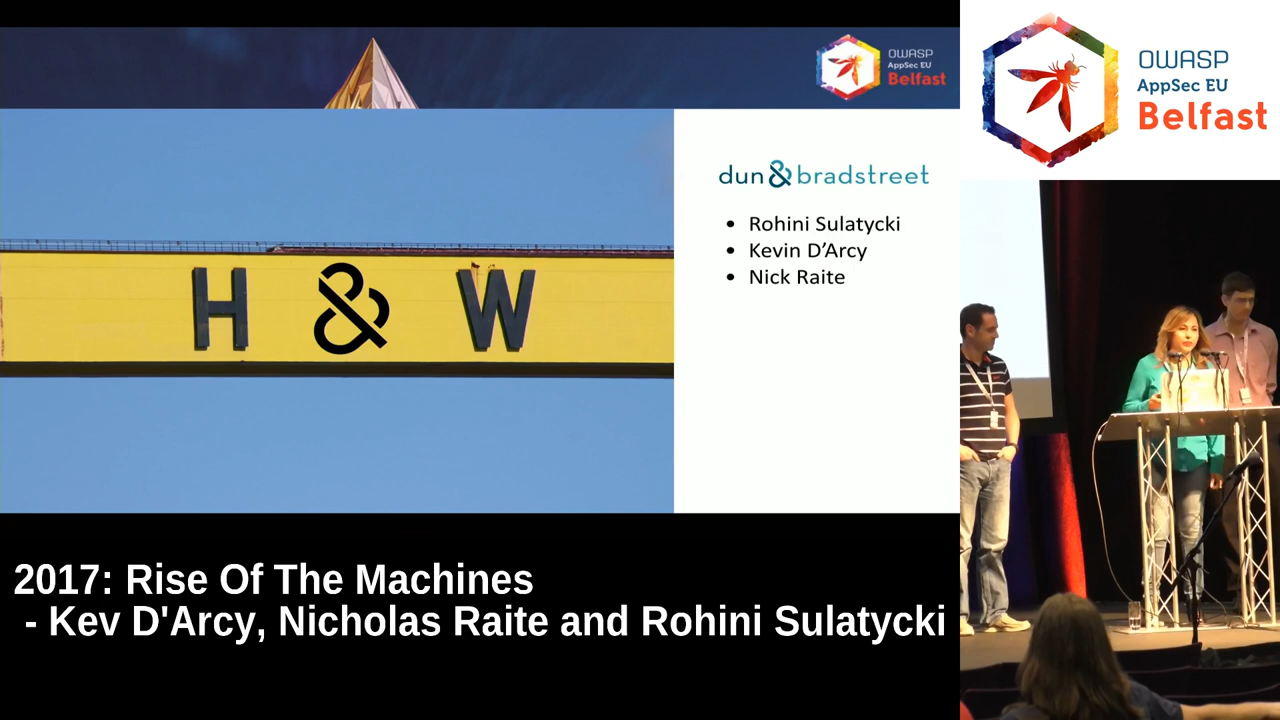 OWASP
AppSec EU
Belfast
dun & bradstreet
• Rohini Sulatycki
• Kevin D’Arcy
• Nick Raite
H & W
OWASP
AppSec EU
Belfast
2017: Rise Of The Machines
- Kev D'Arcy, Nicholas Raite and Rohini Sulatycki